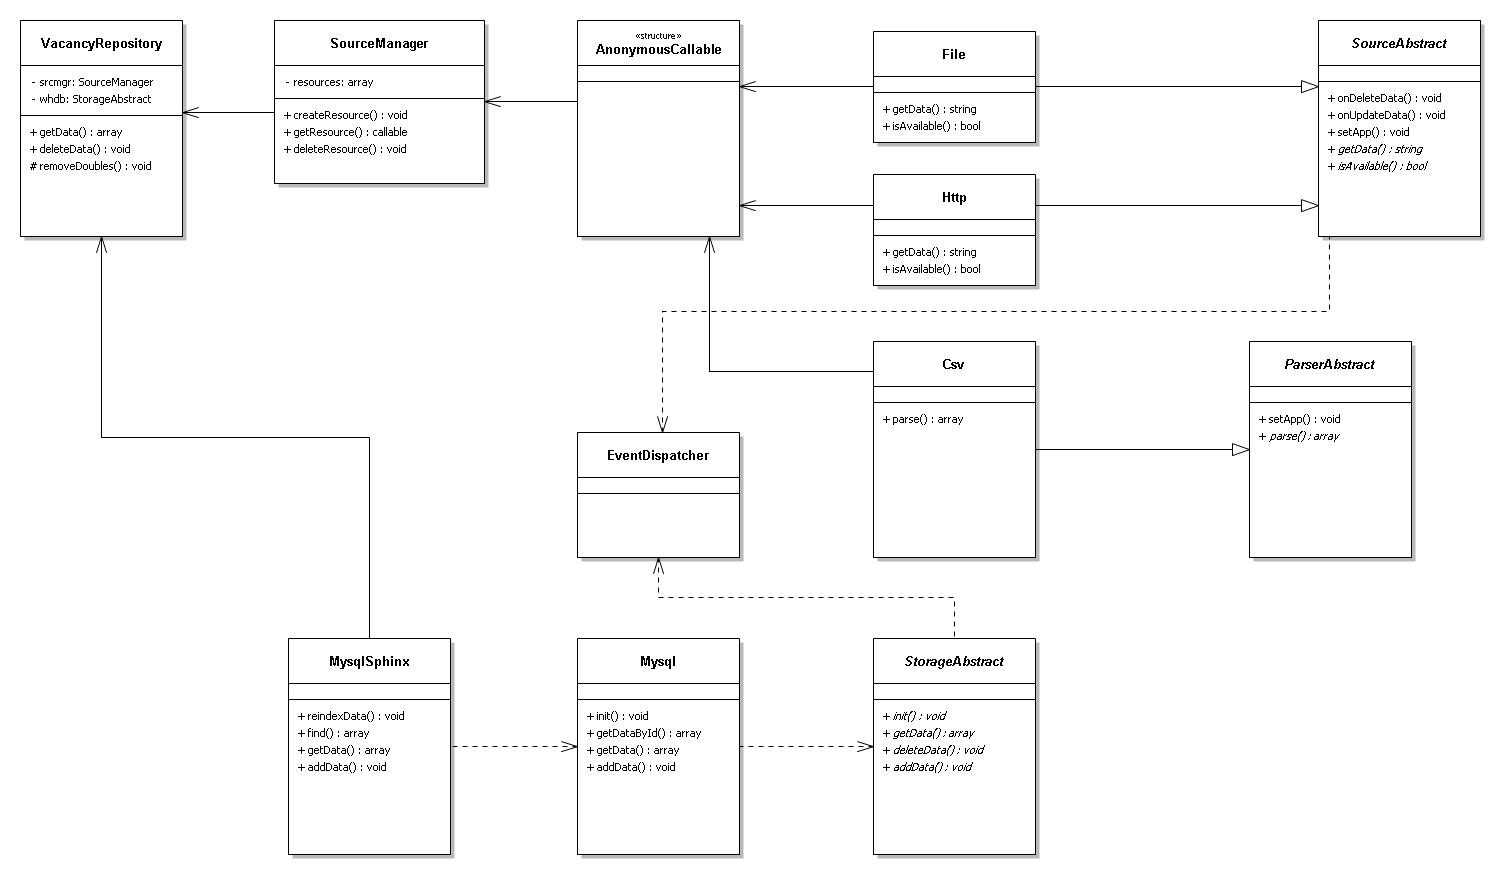 VacancyRepository
- srcmgr: SourceManager
- whdb: StorageAbstract
+ getData() : array
+ deleteData() : void
# removeDoubles() : void
SourceManager
- resources: array
+ createResource() : void
+ getResource() : callable
+ deleteResource() : void
«structure»
AnonymousCallable
File
+ getData() : string
+ isAvailable() : bool
SourceAbstract
+ onDeleteData() : void
+ onUpdateData() : void
+ setApp() : void
+ getData() : string
+ isAvailable() : bool
Http
+ getData() : string
+ isAvailable() : bool
Csv
+ parse() : array
ParserAbstract
+ setApp() : void
+ parse() : array
EventDispatcher
MysqlSphinx
+ reindexData() : void
+ find() : array
+ getData() : array
+ addData() : void
Mysql
+ init() : void
+ getDataById() : array
+ getData() : array
+ addData() : void
StorageAbstract
+ init() : void
+ getData() : array
+ deleteData() : void
+ addData() : void